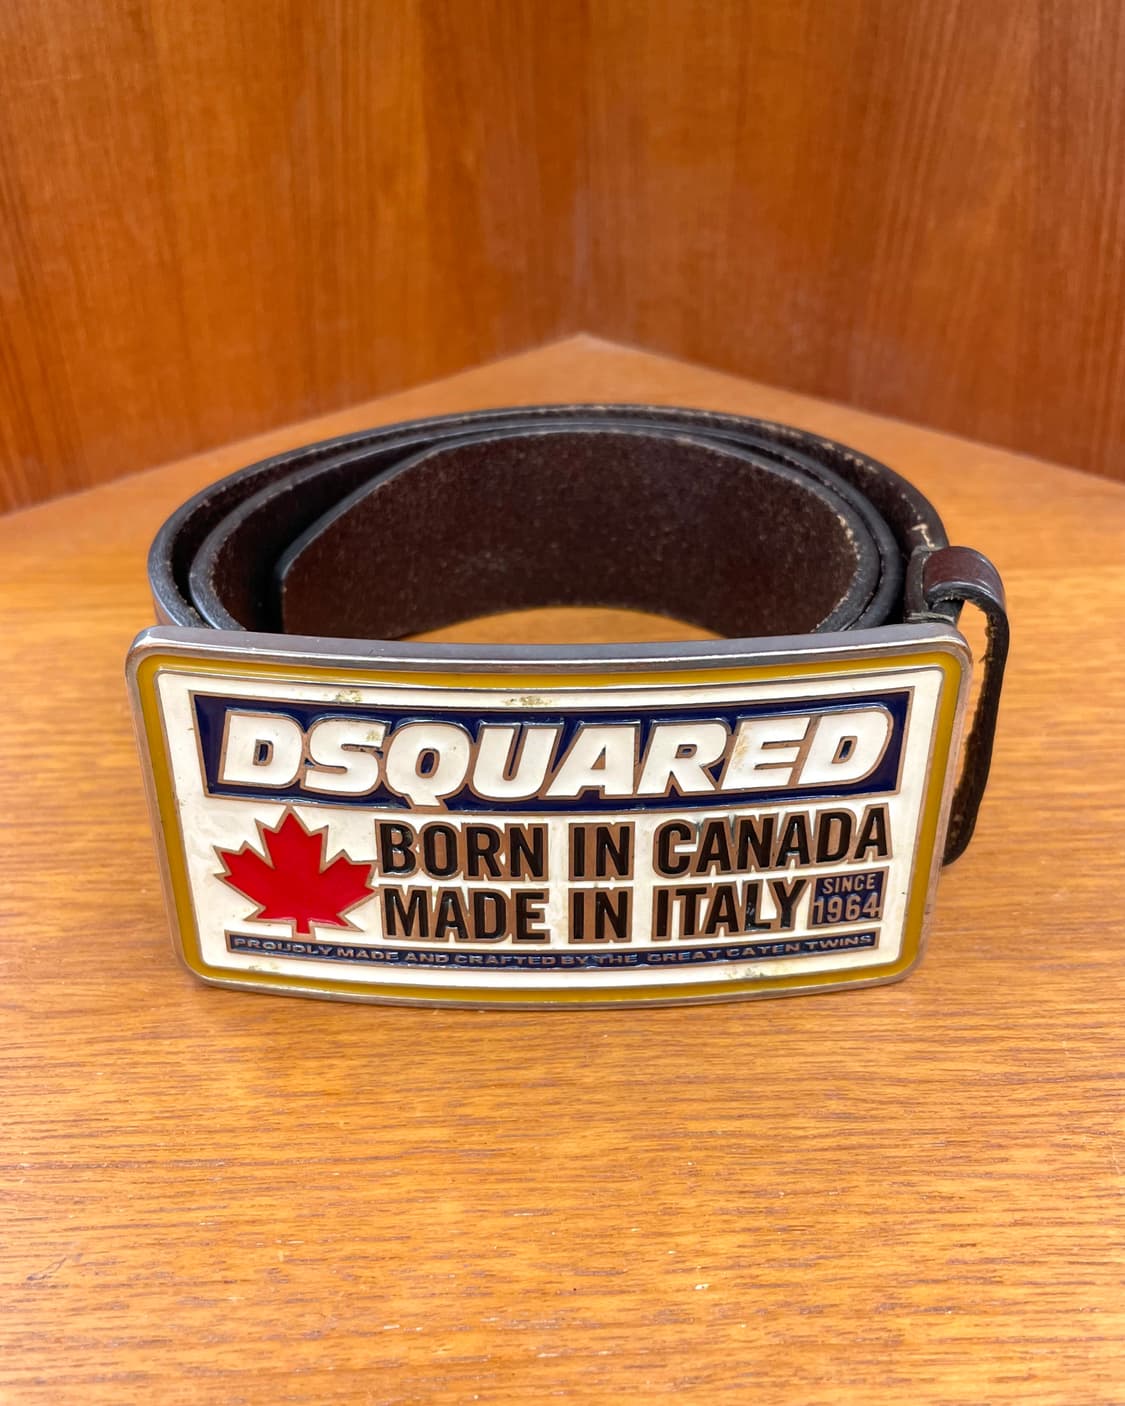 DSQUARED
BORN IN CANADA
MADE IN ITALY
SINCE
1964
PROUDLY MADE AND CRAFTED BY THE GREAT CATEN TWINS